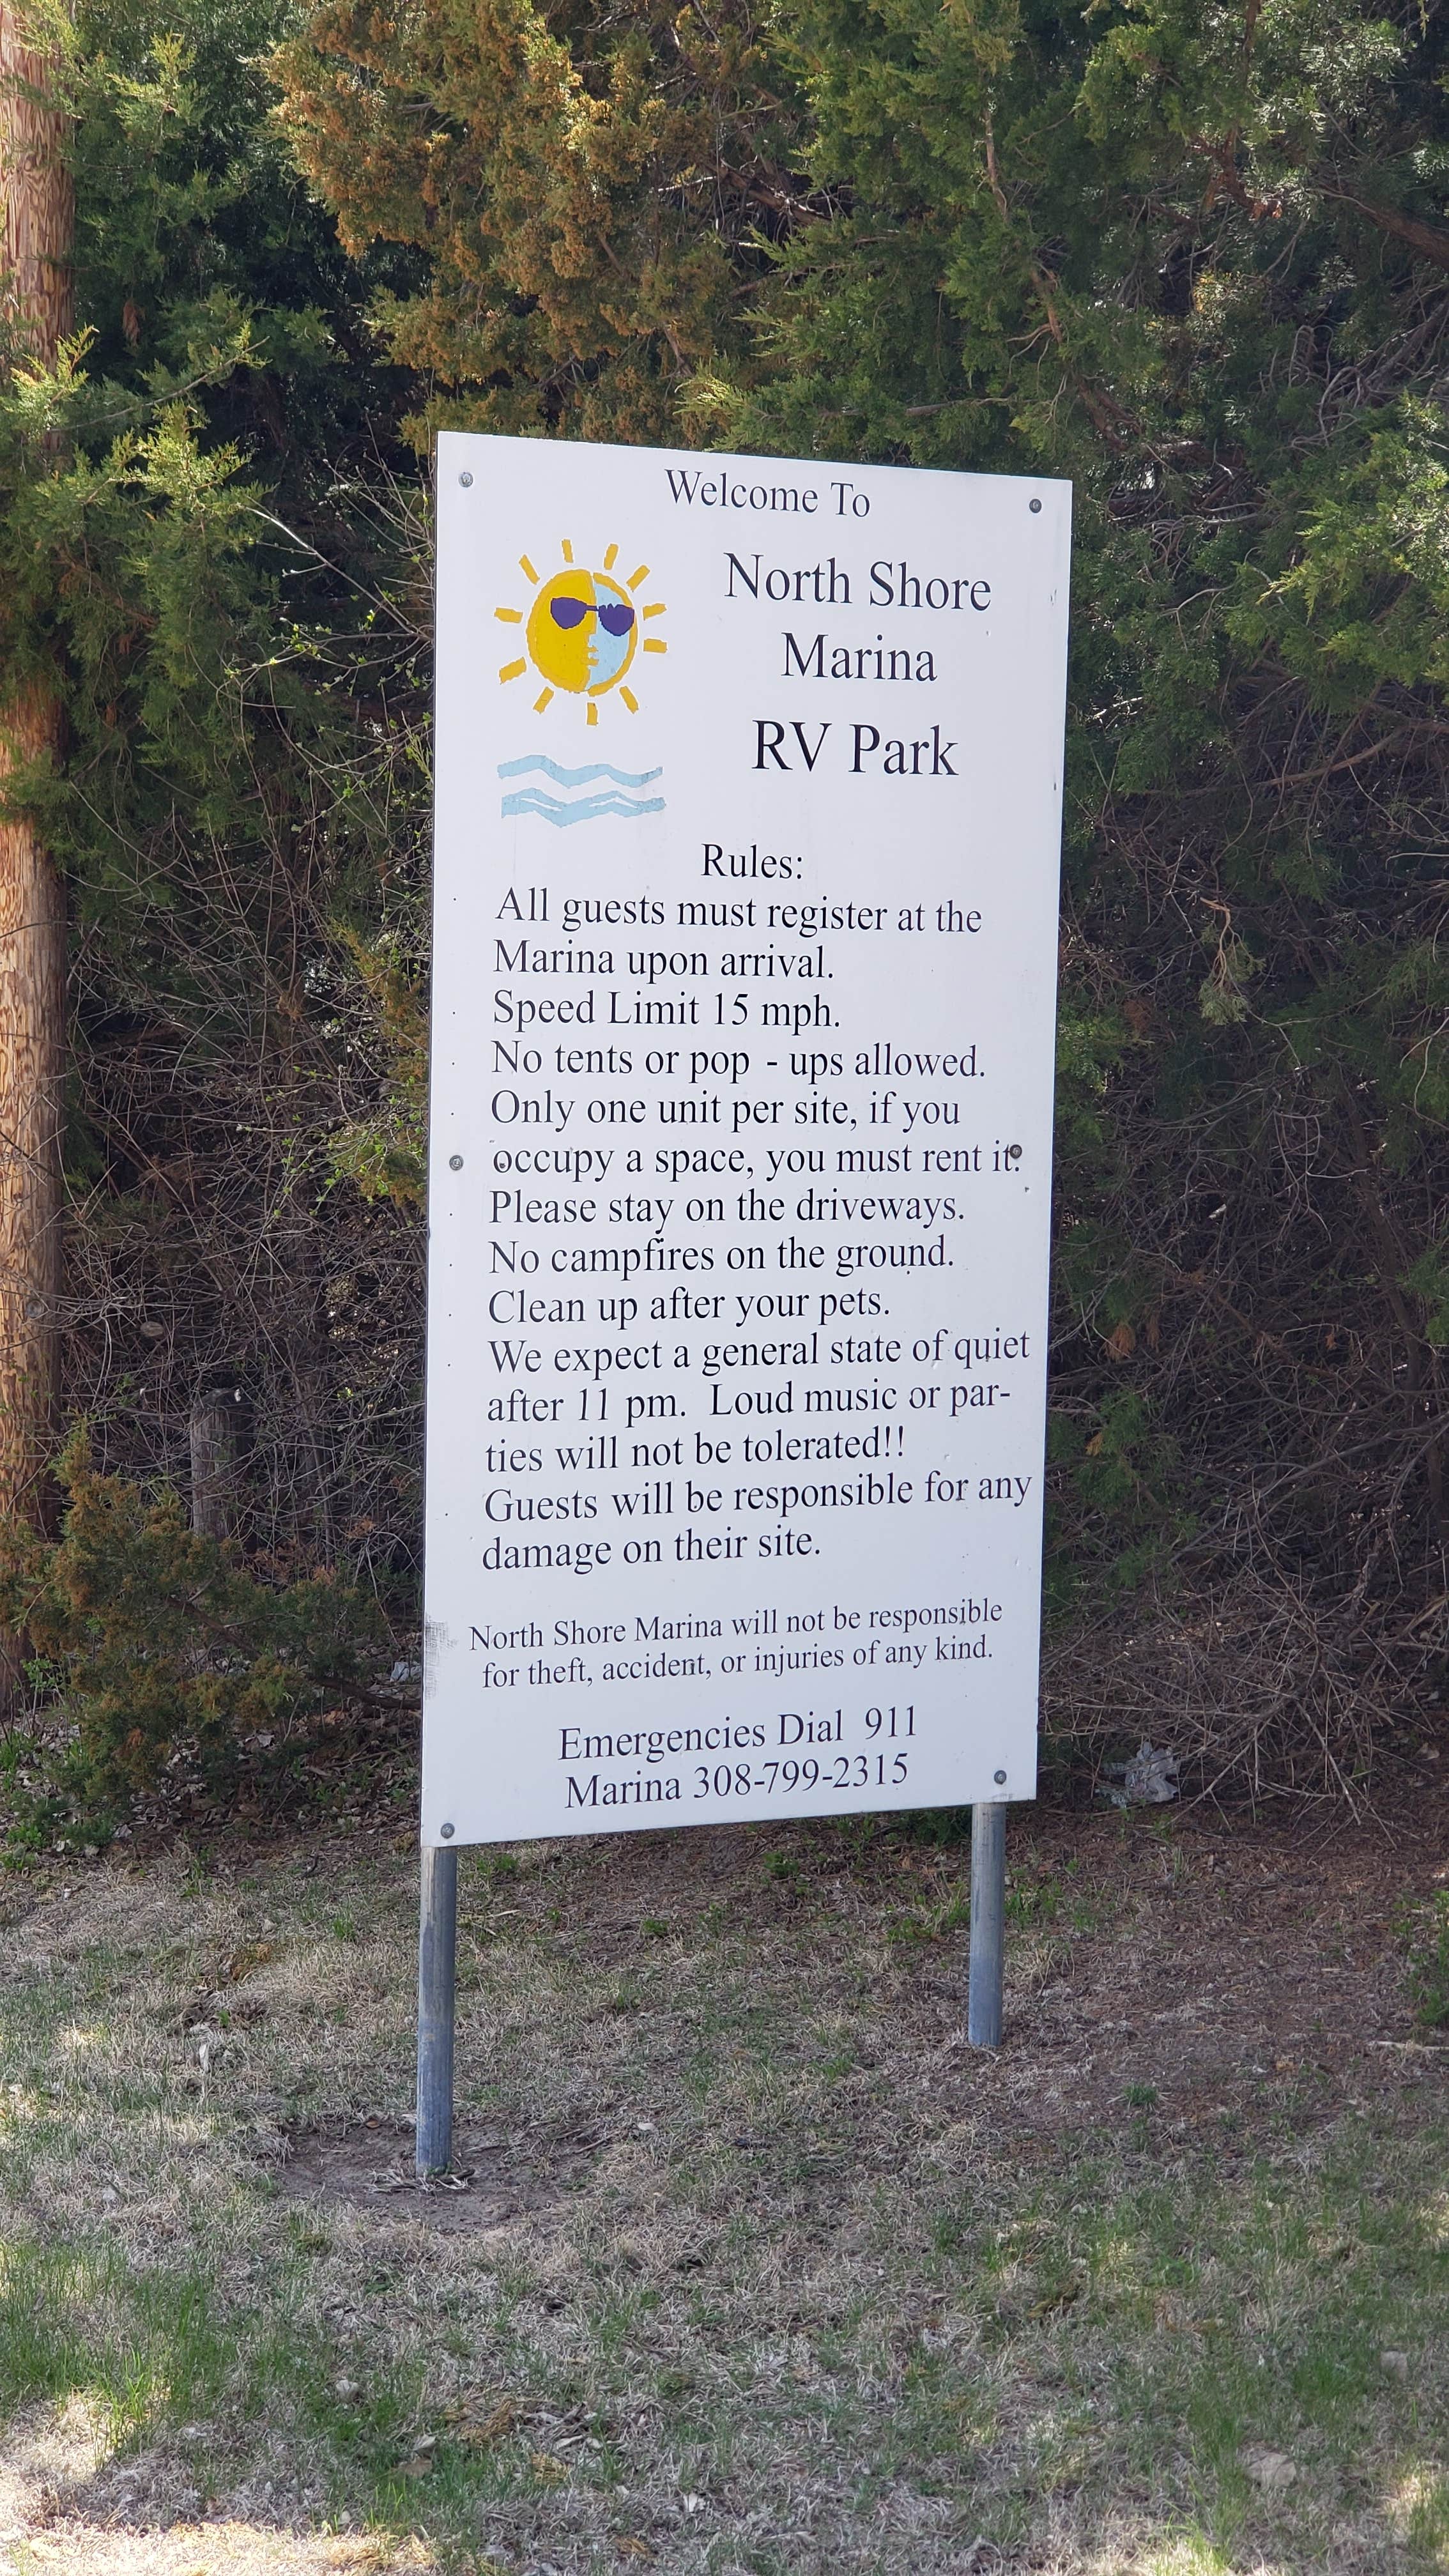 Welcome To
North Shore
Marina
RV Park
Rules:
· All guests must register at the
Marina upon arrival.
· Speed Limit 15 mph.
· No tents or pop - ups allowed.
· Only one unit per site, if you
occupy a space, you must rent it.
· Please stay on the driveways.
· No campfires on the ground.
· Clean up after your pets.
· We expect a general state of quiet
after 11 pm.  Loud music or par-
ties will not be tolerated!!
· Guests will be responsible for any
damage on their site.
North Shore Marina will not be responsible
for theft, accident, or injuries of any kind.
Emergencies Dial  911
Marina 308-799-2315